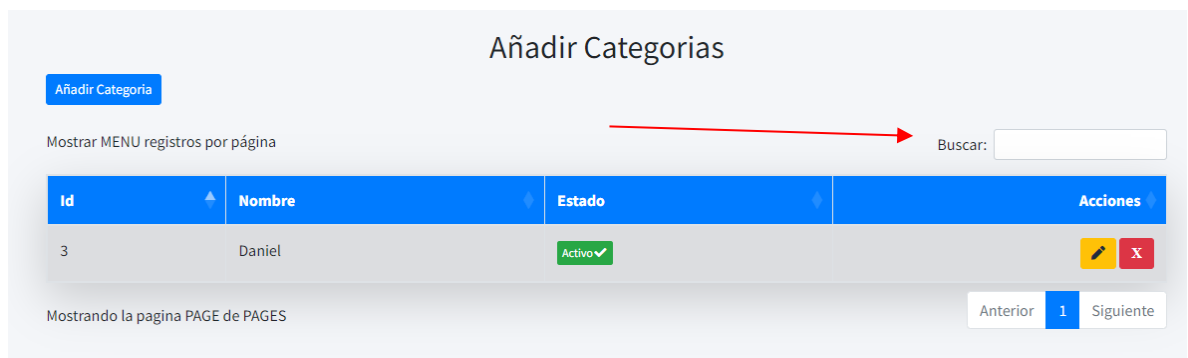 Añadir Categorias
Añadir Categoria
Mostrar MENU registros por página
Buscar:
Id Nombre Estado Acciones
3 Daniel Activo X
Mostrando la pagina PAGE de PAGES
Anterior 1 Siguiente